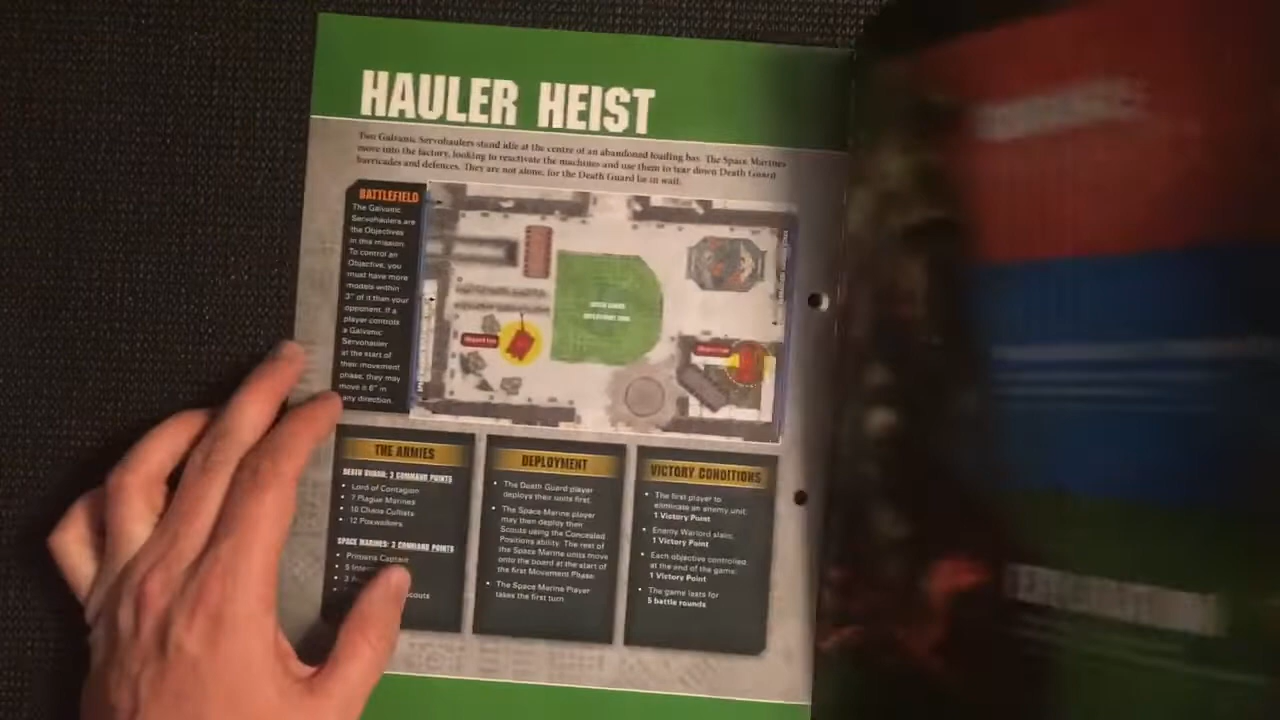 HAULER HEIST
Two Galvanic Servohaulers stand idle at the centre of an abandoned loading bay. The Space Marines
move into the factory, looking to reactivate the machines and use them to tear down Death Guard
barricades and defences. They are not alone, for the Death Guard lie in wait.
BATTLEFIELD
The Galvanic
Servohaulers are
the Objectives
in this mission.
To control an
Objective, you
must have more
models within
3" of it than your
opponent. If a
player controls
a Galvanic
Servohauler
at the start of
their movement
phase, they may
move it 6" in
any direction.
DEATH GUARD
DEPLOYMENT ZONE
THE ARMIES
DEATH GUARD: 3 COMMAND POINTS
• Lord of Contagion
• 7 Plague Marines
• 10 Chaos Cultists
• 12 Poxwalkers
SPACE MARINES: 3 COMMAND POINTS
• Primaris Captain
Scouts
DEPLOYMENT
• The Death Guard player
deploys their units first.
• The Space Marine player
may then deploy their
Scouts using the Concealed
Positions ability. The rest of
the Space Marine units move
onto the board at the start of
the first Movement Phase.
• The Space Marine Player
takes the first turn.
VICTORY CONDITIONS
• The first player to
eliminate an enemy unit:
1 Victory Point
• Enemy Warlord slain:
1 Victory Point
• Each objective controlled
at the end of the game:
1 Victory Point
• The game lasts for
5 battle rounds